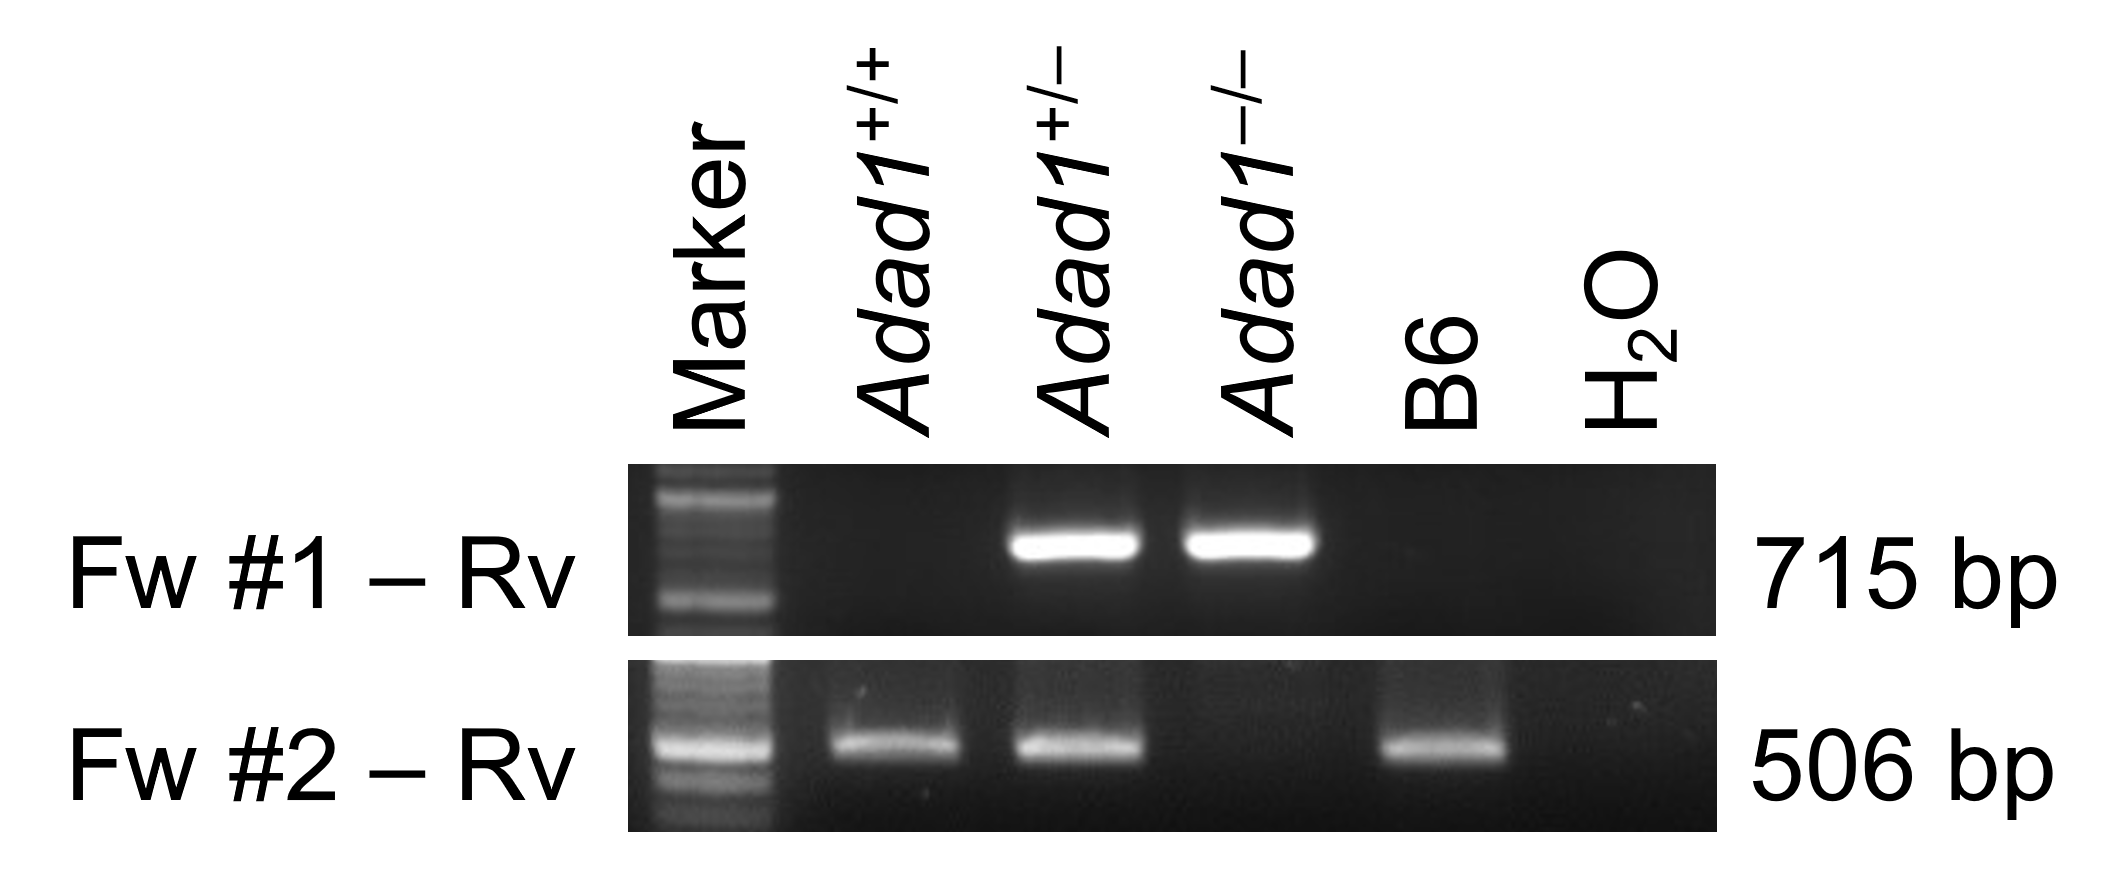 Marker
Adad1+/+
Adad1+/–
Adad1–/–
B6
H2O
Fw #1 – Rv
715 bp
Fw #2 – Rv
506 bp